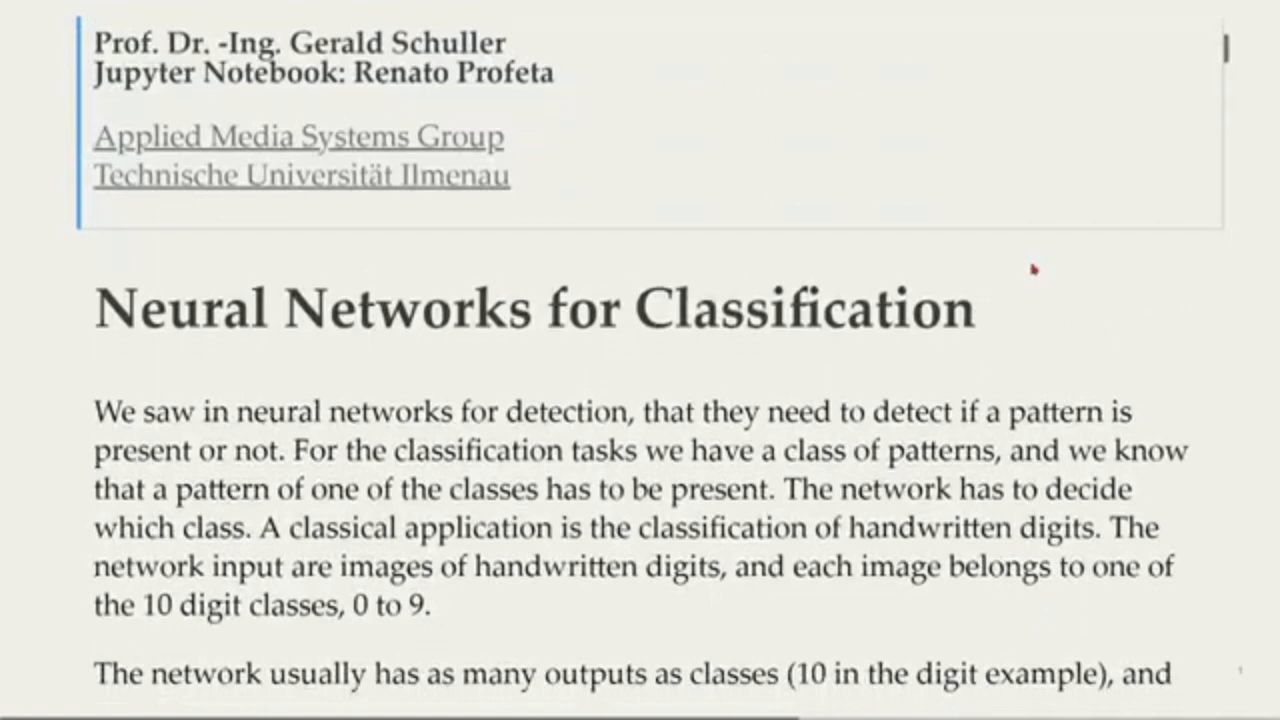 Prof. Dr. -Ing. Gerald Schuller
Jupyter Notebook: Renato Profeta
Applied Media Systems Group
Technische Universität Ilmenau
Neural Networks for Classification
We saw in neural networks for detection, that they need to detect if a pattern is
present or not. For the classification tasks we have a class of patterns, and we know
that a pattern of one of the classes has to be present. The network has to decide
which class. A classical application is the classification of handwritten digits. The
network input are images of handwritten digits, and each image belongs to one of
the 10 digit classes, 0 to 9.
The network usually has as many outputs as classes (10 in the digit example), and